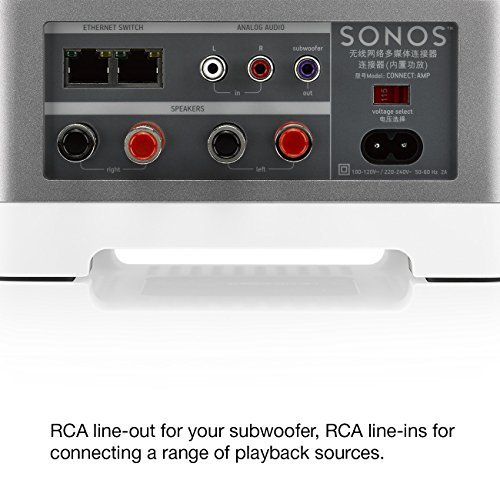 ETHERNET SWITCH
ANALOG AUDIO
L
R
subwoofer
in
out
SONOS™
无线网络多媒体连接器
连接器(内置功放)
型号Model: CONNECT:AMP
115
voltage select
电压选择
SPEAKERS
right
left
100-120V~ / 220-240V~ 50-60 Hz 2A
RCA line-out for your subwoofer, RCA line-ins for
connecting a range of playback sources.